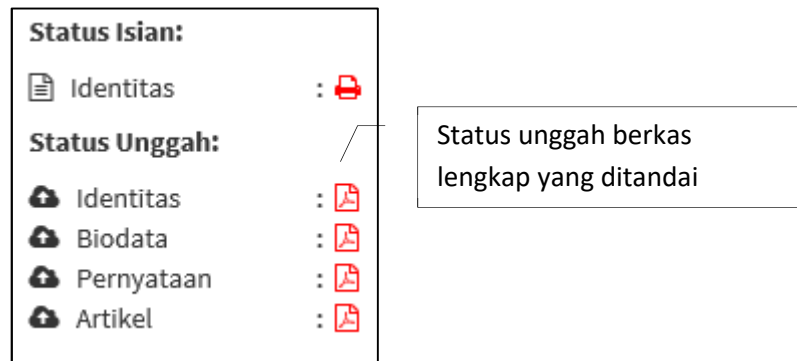 Status Isian:
Identitas :
Status Unggah:
Identitas :
Biodata :
Pernyataan :
Artikel :
Status unggah berkas
lengkap yang ditandai